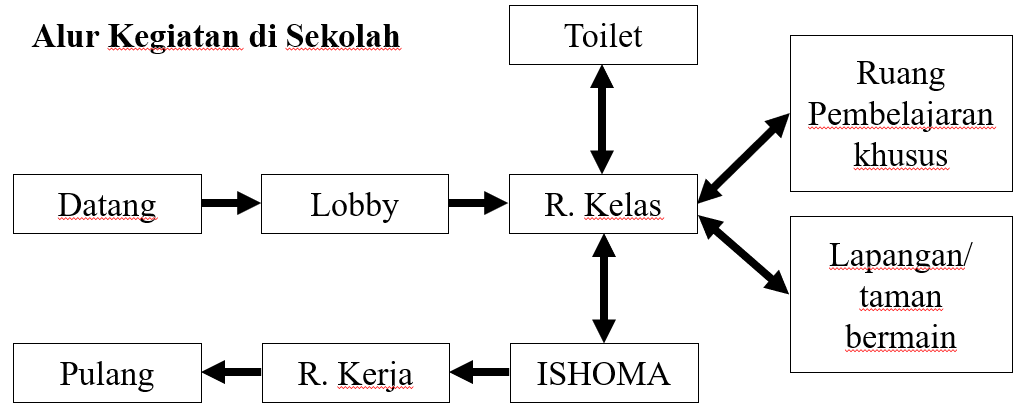 Alur Kegiatan di Sekolah
Toilet
Ruang
Pembelajaran
khusus
Datang
Lobby
R. Kelas
Lapangan/
taman
bermain
Pulang
R. Kerja
ISHOMA